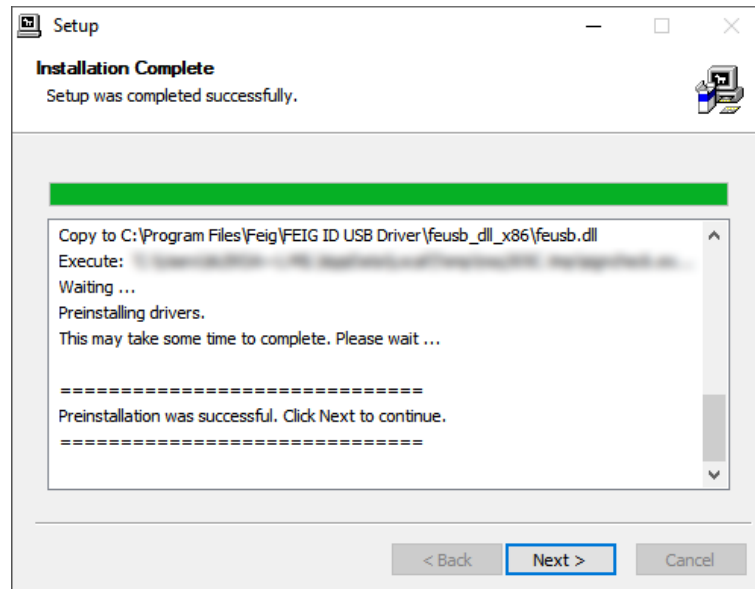 Setup
Installation Complete
Setup was completed successfully.
Copy to C:\Program Files\Feig\FEIG ID USB Driver\feusb_dll_x86\feusb.dll
Execute:
Waiting ...
Preinstalling drivers.
This may take some time to complete. Please wait ...
==============================
Preinstallation was successful. Click Next to continue.
==============================
< Back
Next >
Cancel